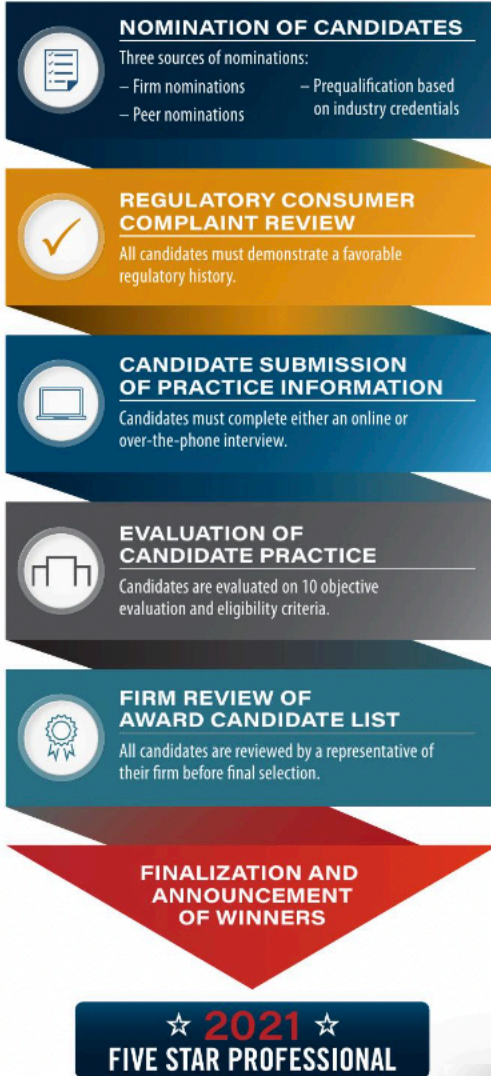 NOMINATION OF CANDIDATES
Three sources of nominations:
– Firm nominations
– Peer nominations
– Prequalification based
on industry credentials
REGULATORY CONSUMER
COMPLAINT REVIEW
All candidates must demonstrate a favorable
regulatory history.
CANDIDATE SUBMISSION
OF PRACTICE INFORMATION
Candidates must complete either an online or
over-the-phone interview.
EVALUATION OF
CANDIDATE PRACTICE
Candidates are evaluated on 10 objective
evaluation and eligibility criteria.
FIRM REVIEW OF
AWARD CANDIDATE LIST
All candidates are reviewed by a representative of
their firm before final selection.
FINALIZATION AND
ANNOUNCEMENT
OF WINNERS
☆ 2021 ☆
FIVE STAR PROFESSIONAL